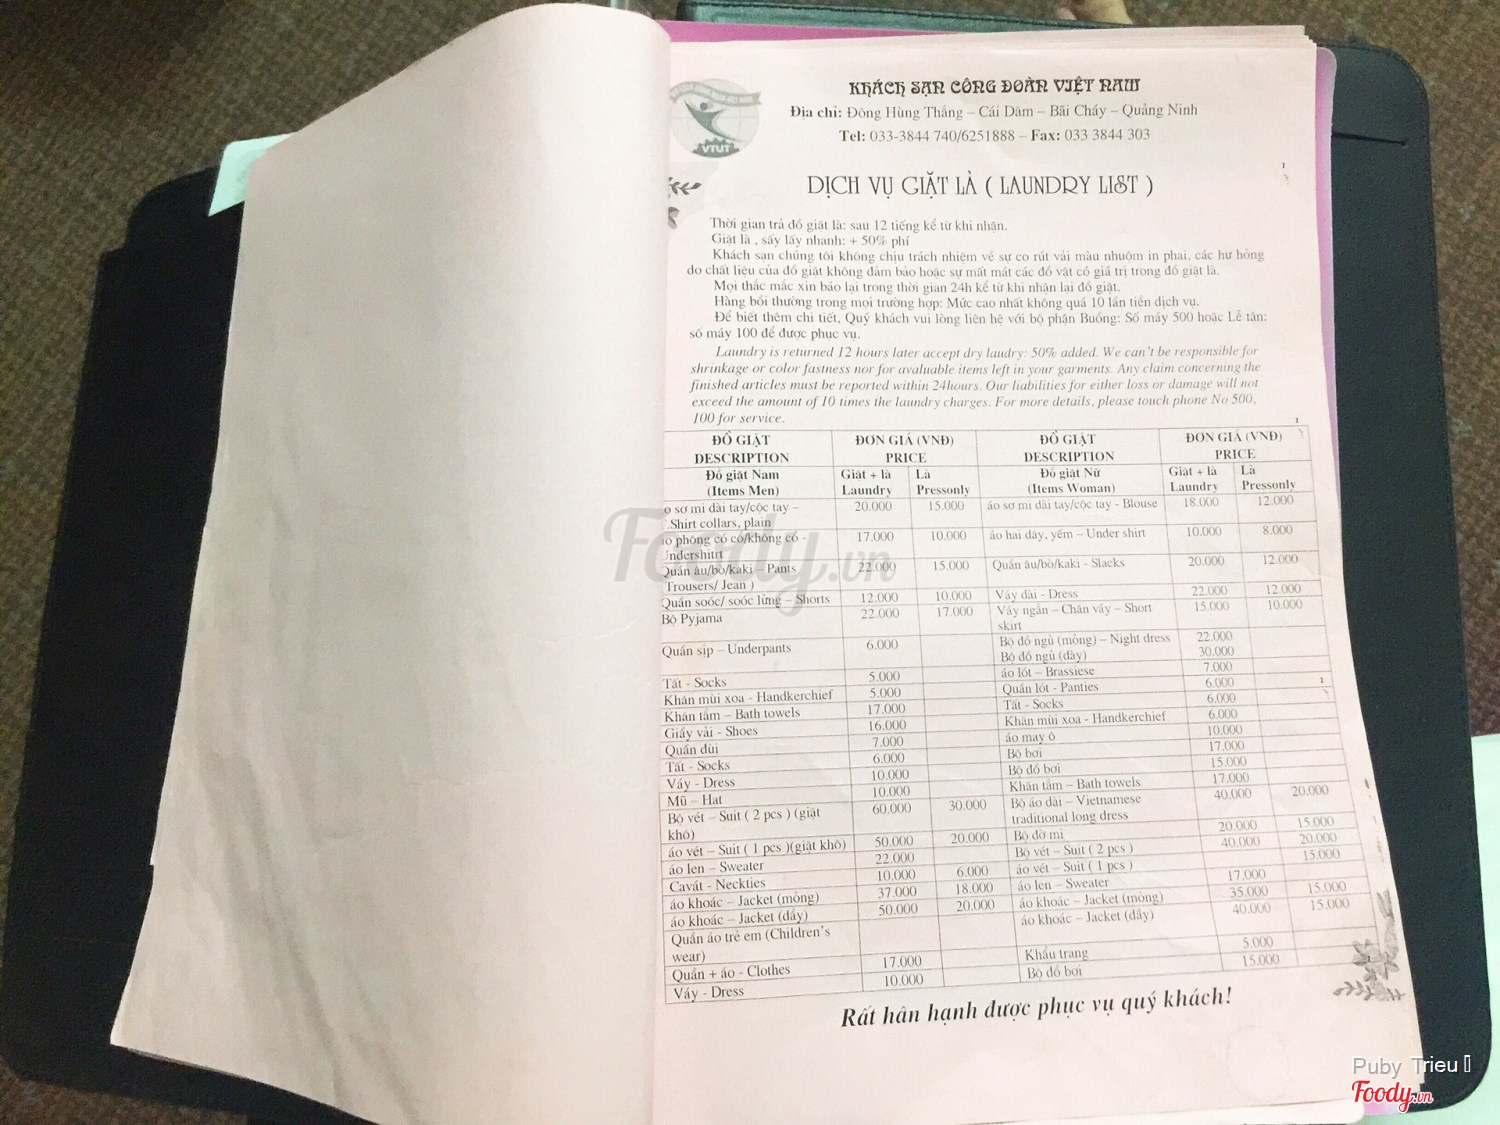 KHÁCH SẠN CÔNG ĐOÀN VIỆT NAM
Địa chỉ: Đông Hùng Thắng – Cái Dăm – Bãi Cháy – Quảng Ninh
Tel: 033-3844 740/6251888 – Fax: 033 3844 303
VTUT
DỊCH VỤ GIẶT LÀ ( LAUNDRY LIST )
Thời gian trả đồ giặt là: sau 12 tiếng kể từ khi nhận.
Giặt là , sấy lấy nhanh: + 50% phí
Khách sạn chúng tôi không chịu trách nhiệm về sự co rút vải màu nhuộm in phai, các hư hỏng
do chất liệu của đồ giặt không đảm bảo hoặc sự mất mát các đồ vật có giá trị trong đồ giặt là.
Mọi thắc mắc xin báo lại trong thời gian 24h kể từ khi nhận lại đồ giặt.
Hàng bồi thường trong mọi trường hợp: Mức cao nhất không quá 10 lần tiền dịch vụ.
Để biết thêm chi tiết, Quý khách vui lòng liên hệ với bộ phận Buồng: Số máy 500 hoặc Lễ tân:
số máy 100 để được phục vụ.
Laundry is returned 12 hours later accept dry laudry: 50% added. We can't be responsible for
shrinkage or color fastness nor for avaluable items left in your garments. Any claim concerning the
finished articles must be reported within 24hours. Our liabilities for either loss or damage will not
exceed the amount of 10 times the laundry charges. For more details, please touch phone No 500,
100 for service.
ĐỒ GIẶT ĐƠN GIÁ (VNĐ) ĐỒ GIẶT ĐƠN GIÁ (VNĐ)
DESCRIPTION PRICE DESCRIPTION PRICE
Đồ giặt Nam Giặt + là Là Đồ giặt Nữ Giặt + là Là
(Items Men) Laundry Pressonly (Items Woman) Laundry Pressonly
o sơ mi dài tay/cộc tay – 20.000 15.000 áo sơ mi dài tay/cộc tay - Blouse 18.000 12.000
Shirt collars, plain
o phông có cổ/không cổ - 17.000 10.000 áo hai dây, yếm – Under shirt 10.000 8.000
Undershitrt
Quần âu/bò/kaki – Pants 22.000 15.000 Quần âu/bò/kaki - Slacks 20.000 12.000
(Trousers/ Jean )
Quần soóc/ soóc lửng – Shorts 12.000 10.000 Váy dài - Dress 22.000 12.000
Bộ Pyjama 22.000 17.000 Váy ngắn – Chân váy – Short 15.000 10.000
skirt
Quần sịp – Underpants 6.000 Bộ đồ ngủ (mỏng) – Night dress 22.000
Bộ đồ ngủ (dày) 30.000
Tất - Socks 5.000 áo lót – Brassiese 7.000
Khăn mùi xoa - Handkerchief 5.000 Quần lót - Panties 6.000
Khăn tắm – Bath towels 17.000 Tất - Socks 6.000
Giầy vải - Shoes 16.000 Khăn mùi xoa - Handkerchief 6.000
Quần đùi 7.000 áo may ô 10.000
Tất - Socks 6.000 Bộ bơi 17.000
Váy - Dress 10.000 Bộ đồ bơi 15.000
Mũ – Hat 10.000 Khăn tắm – Bath towels 17.000
Bộ vét – Suit ( 2 pcs ) (giặt 60.000 30.000 Bộ áo dài – Vietnamese 40.000 20.000
khô) traditional long dress
áo vét – Suit ( 1 pcs )(giặt khô) 50.000 20.000 Bộ đờ mi 20.000 15.000
áo len – Sweater 22.000 Bộ vét – Suit ( 2 pcs ) 40.000 20.000
Cavát - Neckties 10.000 6.000 áo vét – Suit ( 1 pcs ) 15.000
áo khoác – Jacket (mỏng) 37.000 18.000 áo len – Sweater 17.000
áo khoác – Jacket (dầy) 50.000 20.000 áo khoác – Jacket (mỏng) 35.000 15.000
Quần áo trẻ em (Children's áo khoác – Jacket (dầy) 40.000 15.000
wear)
Quần + áo - Clothes 17.000 Khẩu trang 5.000
Váy - Dress 10.000 Bộ đồ bơi 15.000
Rất hân hạnh được phục vụ quý khách!
Foody.vn
Puby Trieu
Foody.vn